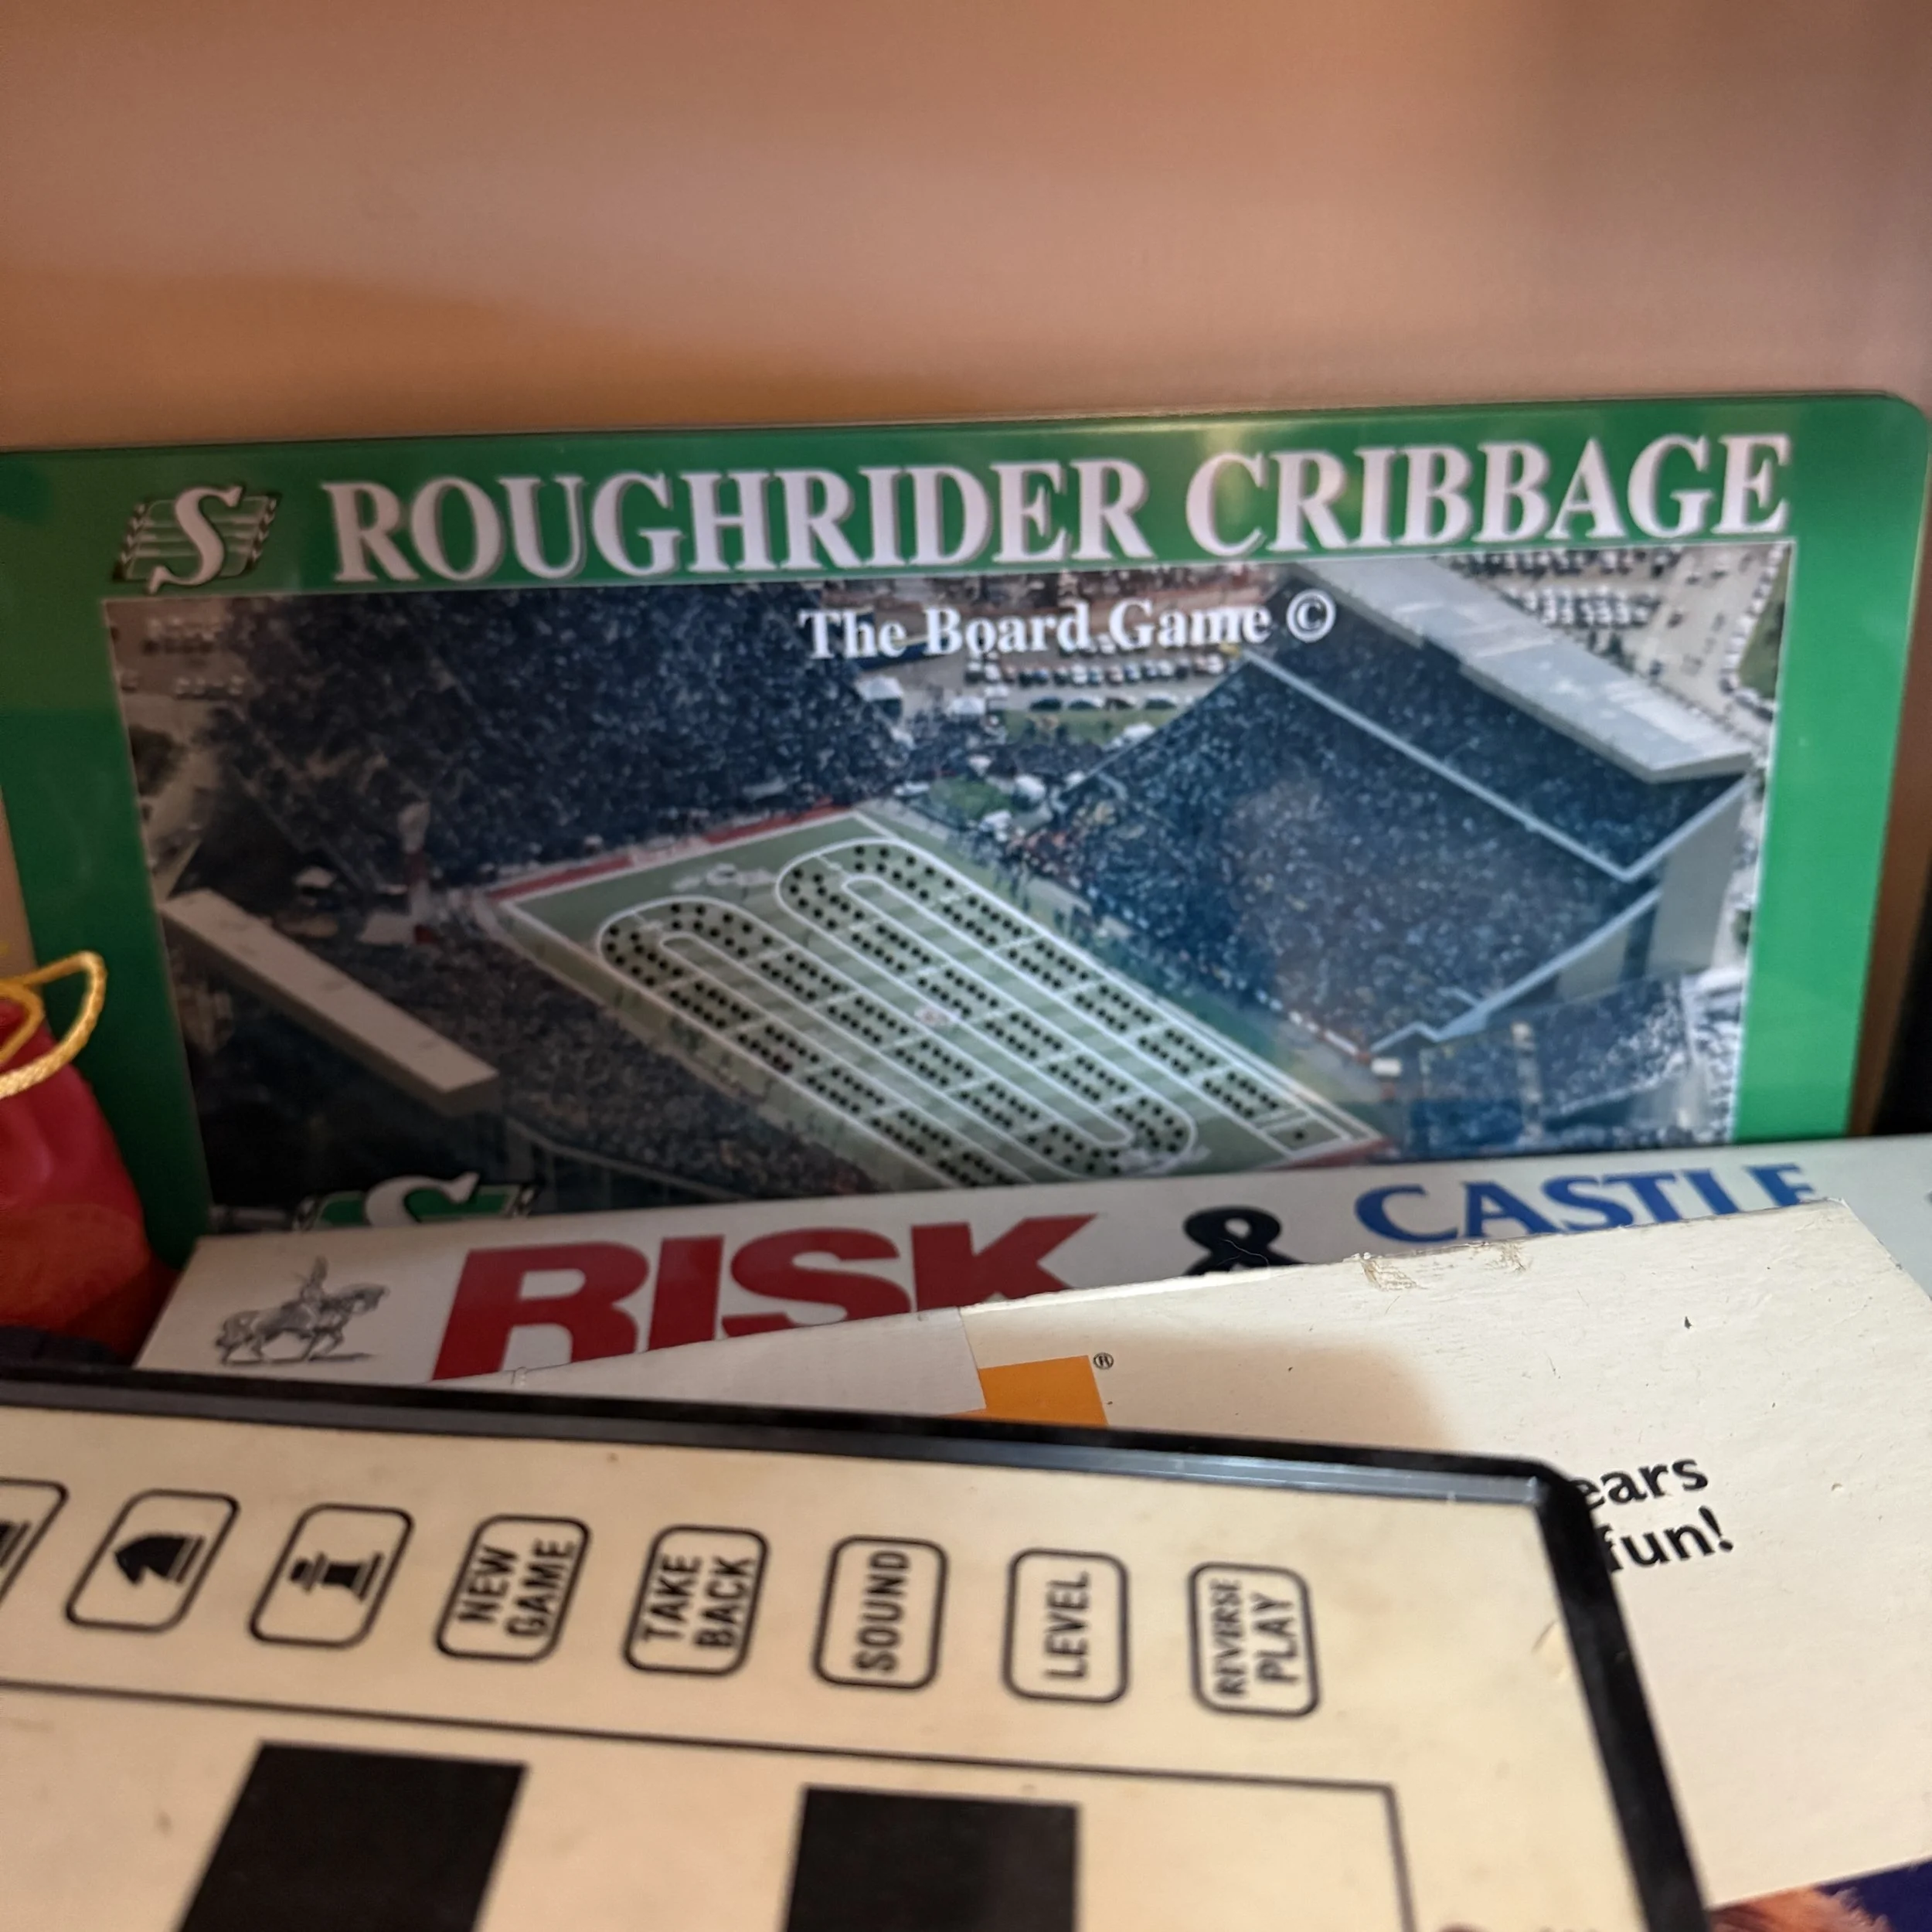 S ROUGHRIDER CRIBBAGE
The Board Game ©
S
RISK & CASTLE
®
ears
fun!
NEW
GAME
TAKE
BACK
SOUND
LEVEL
REVERSE
PLAY